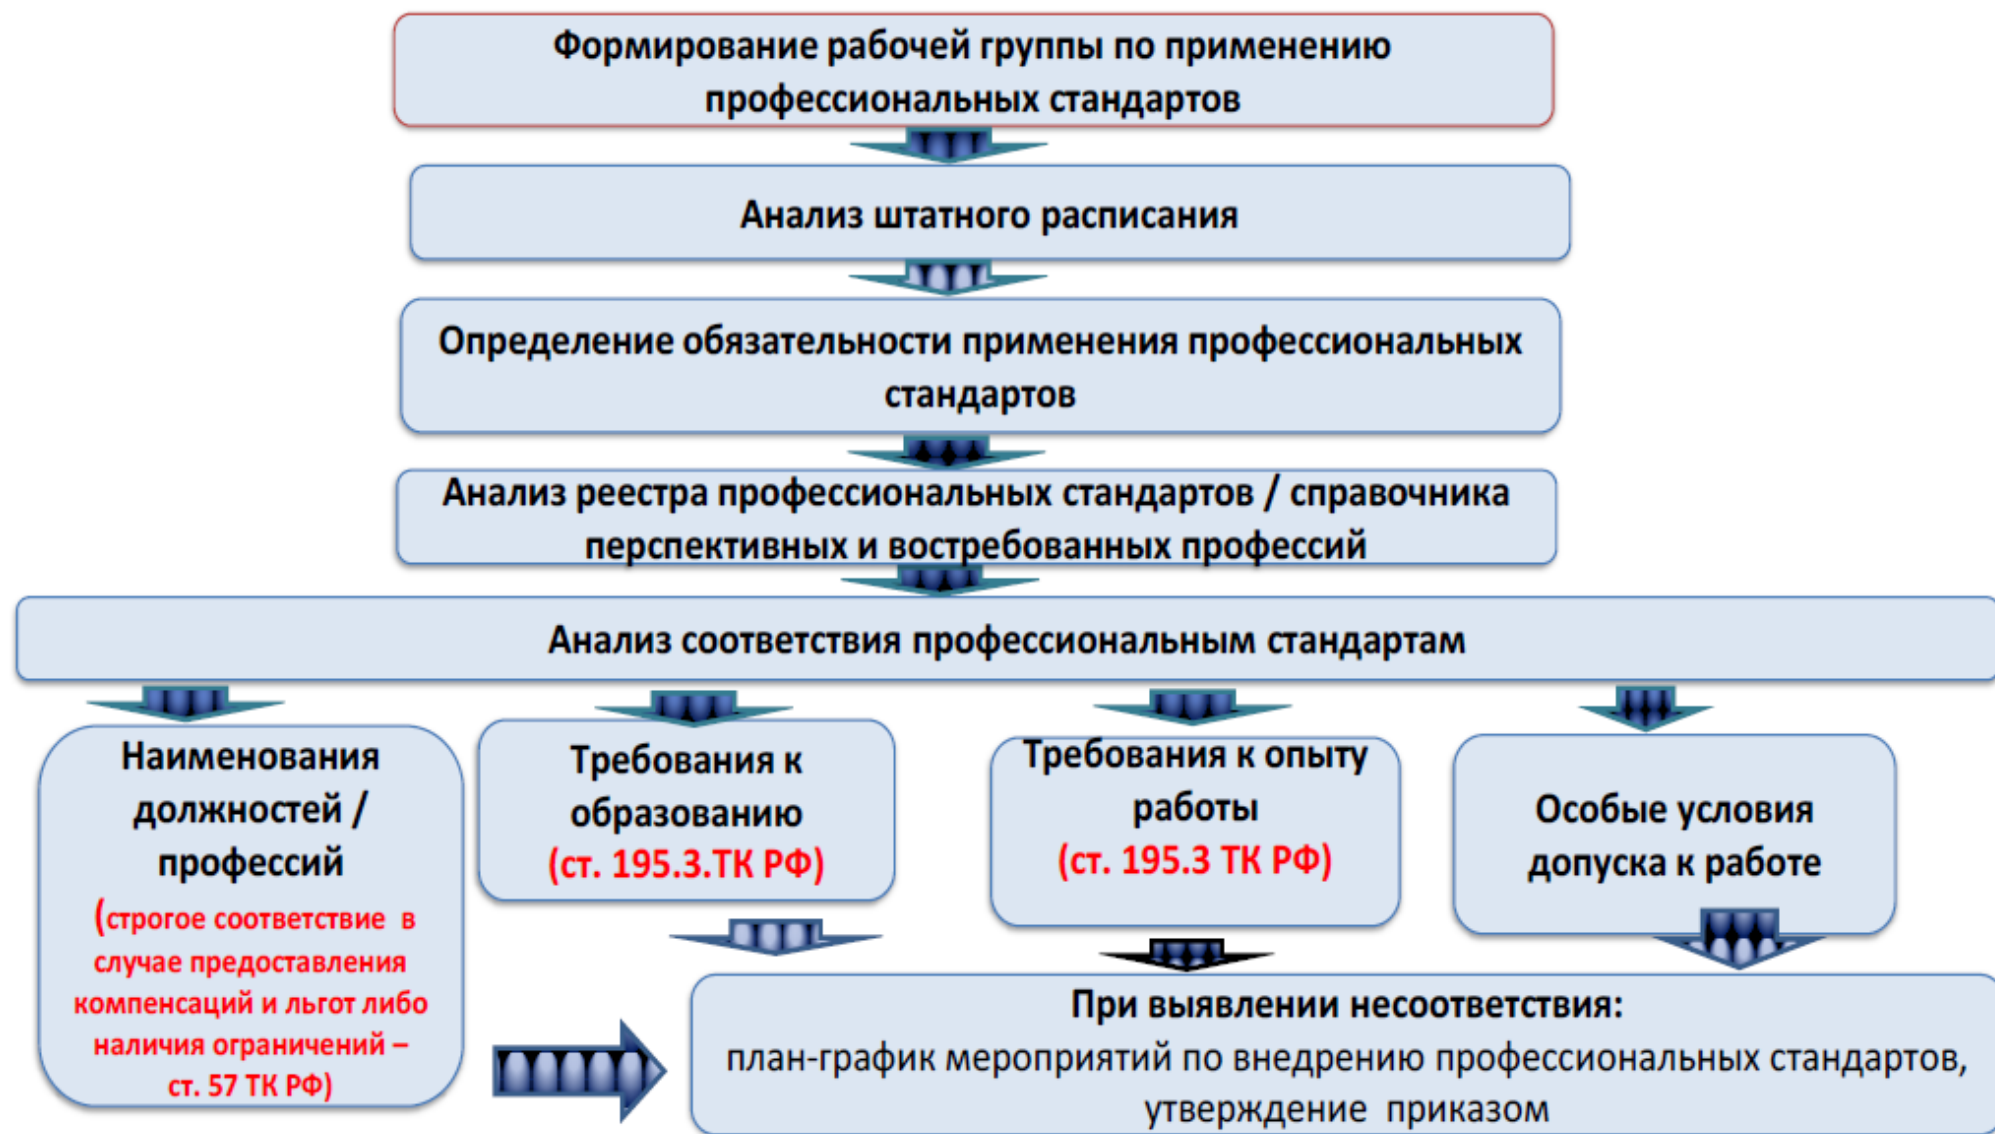 Формирование рабочей группы по применению
профессиональных стандартов
Анализ штатного расписания
Определение обязательности применения профессиональных
стандартов
Анализ реестра профессиональных стандартов / справочника
перспективных и востребованных профессий
Анализ соответствия профессиональным стандартам
Наименования
должностей /
профессий
(строгое соответствие в
случае предоставления
компенсаций и льгот либо
наличия ограничений –
ст. 57 ТК РФ)
Требования к
образованию
(ст. 195.3.ТК РФ)
Требования к опыту
работы
(ст. 195.3 ТК РФ)
Особые условия
допуска к работе
При выявлении несоответствия:
план-график мероприятий по внедрению профессиональных стандартов,
утверждение приказом